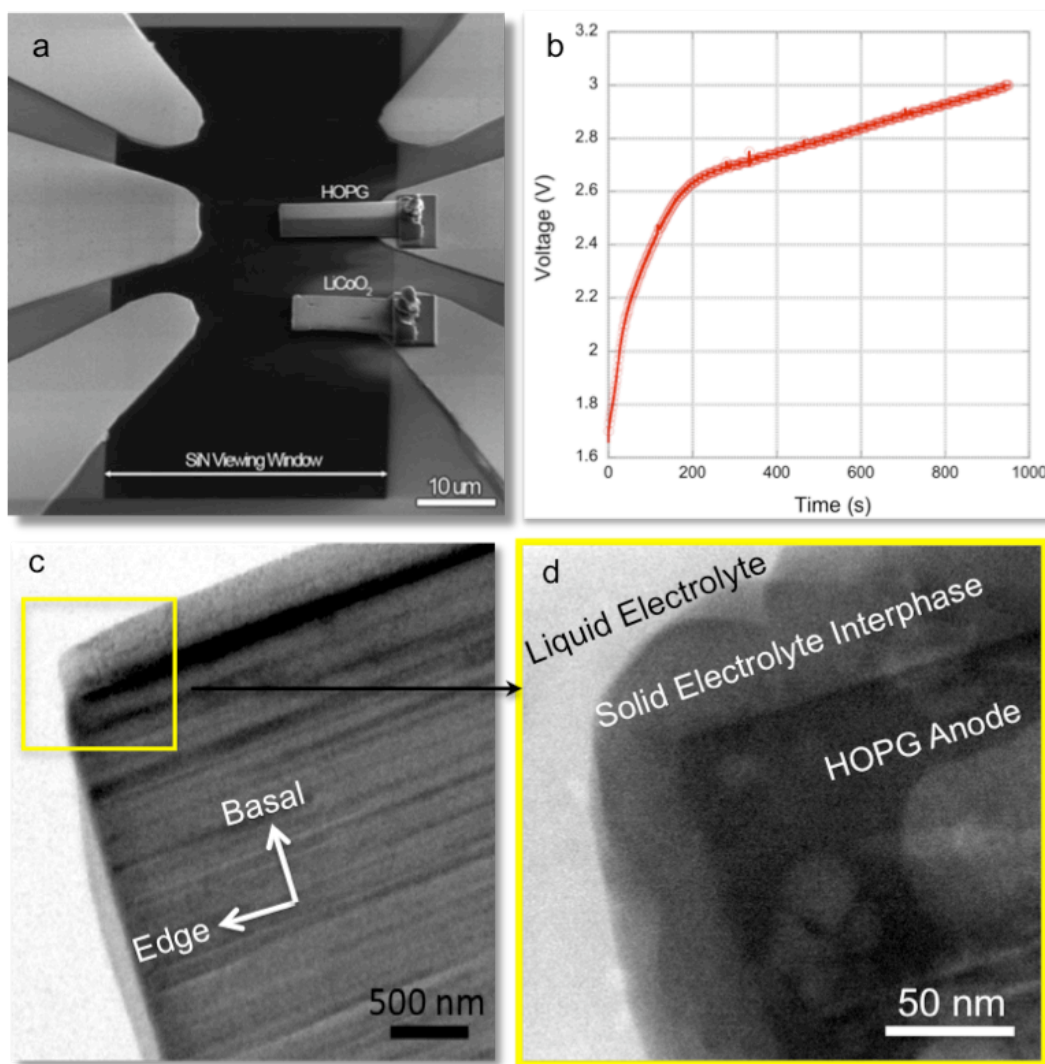 a
HOPG
LiCoO₂
SiN Viewing Window
10 um
b
3.2
3
2.8
2.6
2.4
2.2
2
1.8
1.6
Voltage (V)
0
200
400
600
800
1000
Time (s)
c
Basal
Edge
500 nm
d
Liquid Electrolyte
Solid Electrolyte Interphase
HOPG Anode
50 nm